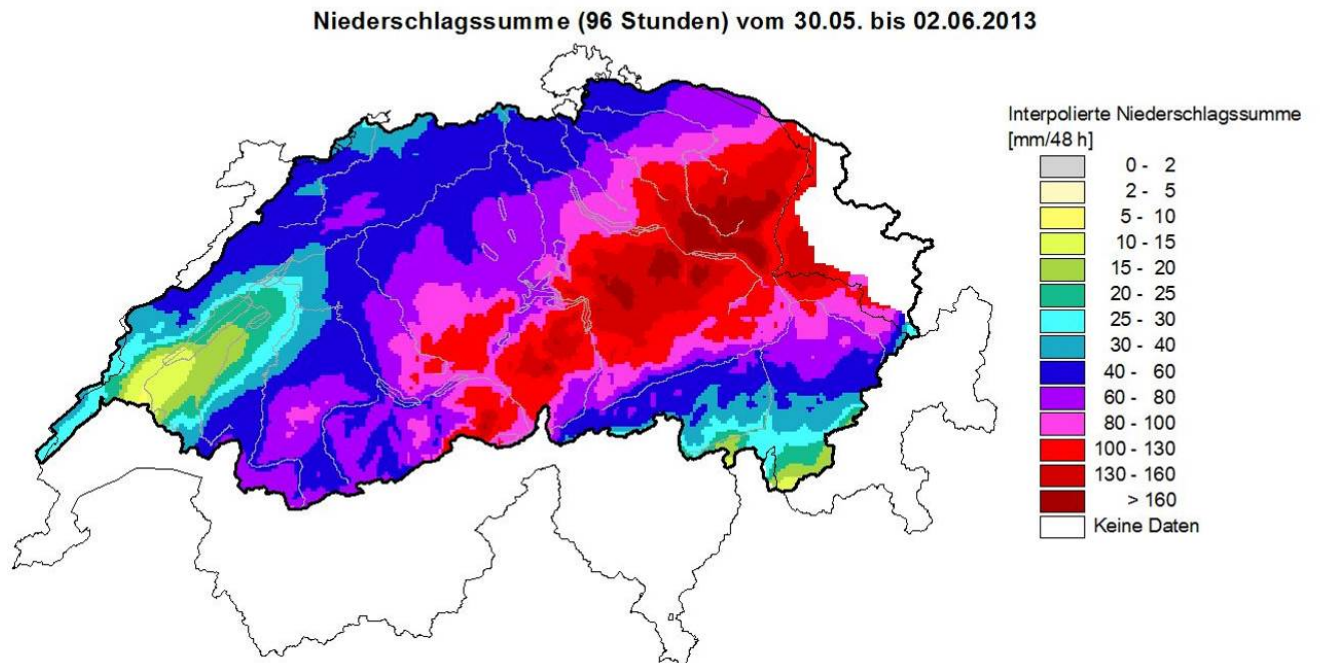 Niederschlagssumme (96 Stunden) vom 30.05. bis 02.06.2013
Interpolierte Niederschlagssumme
[mm/48 h]
0 - 2
2 - 5
5 - 10
10 - 15
15 - 20
20 - 25
25 - 30
30 - 40
40 - 60
60 - 80
80 - 100
100 - 130
130 - 160
> 160
Keine Daten